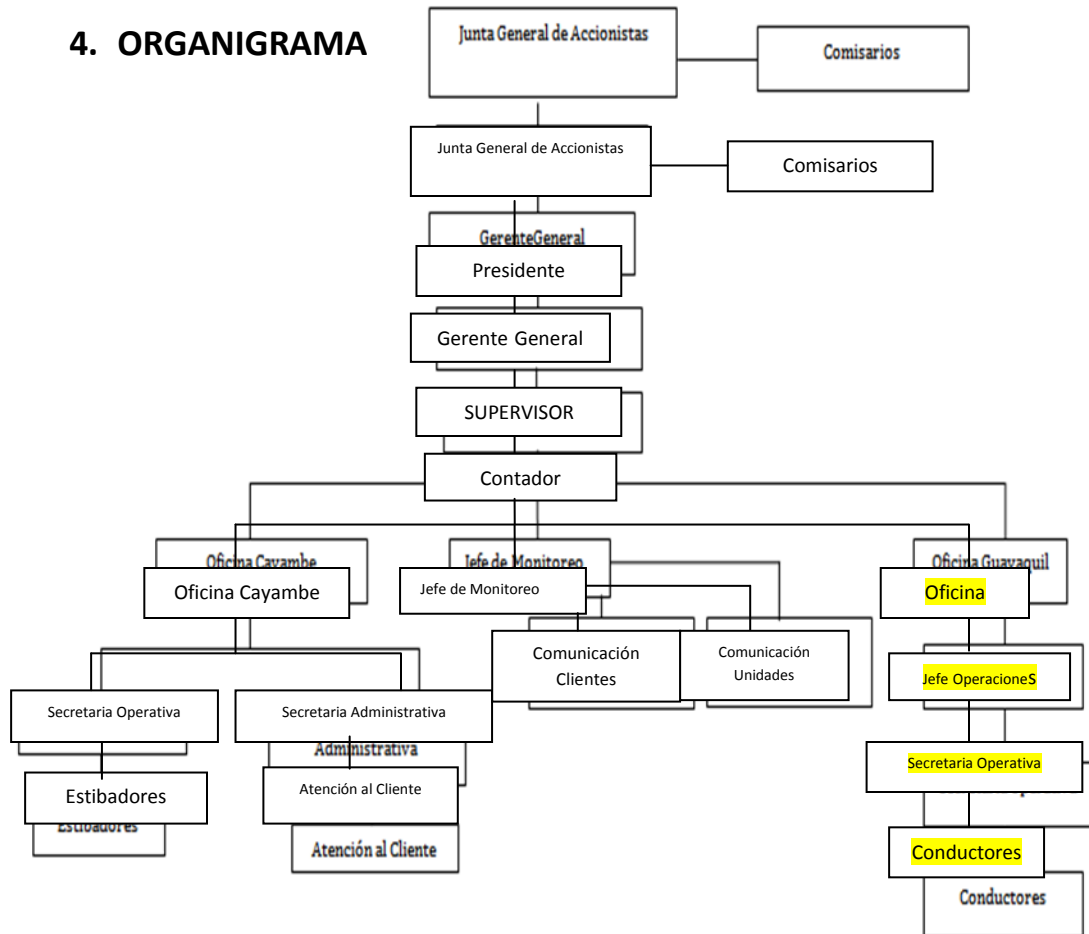 4. ORGANIGRAMA
Junta General de Accionistas
Comisarios
Junta General de Accionistas
Comisarios
GerenteGeneral
Presidente
Gerente General
SUPERVISOR
Contador
Oficina Cayambe
Jefe de Monitoreo
Oficina Guayaquil
Oficina Cayambe
Jefe de Monitoreo
Oficina
Comunicación
Clientes
Comunicación
Unidades
Jefe OperacioneS
Secretaria Operativa
Secretaria Administrativa
Administrativa
Secretaria Operativa
Estibadores
Atención al Cliente
Estibadores
Atención al Cliente
Conductores
Conductores